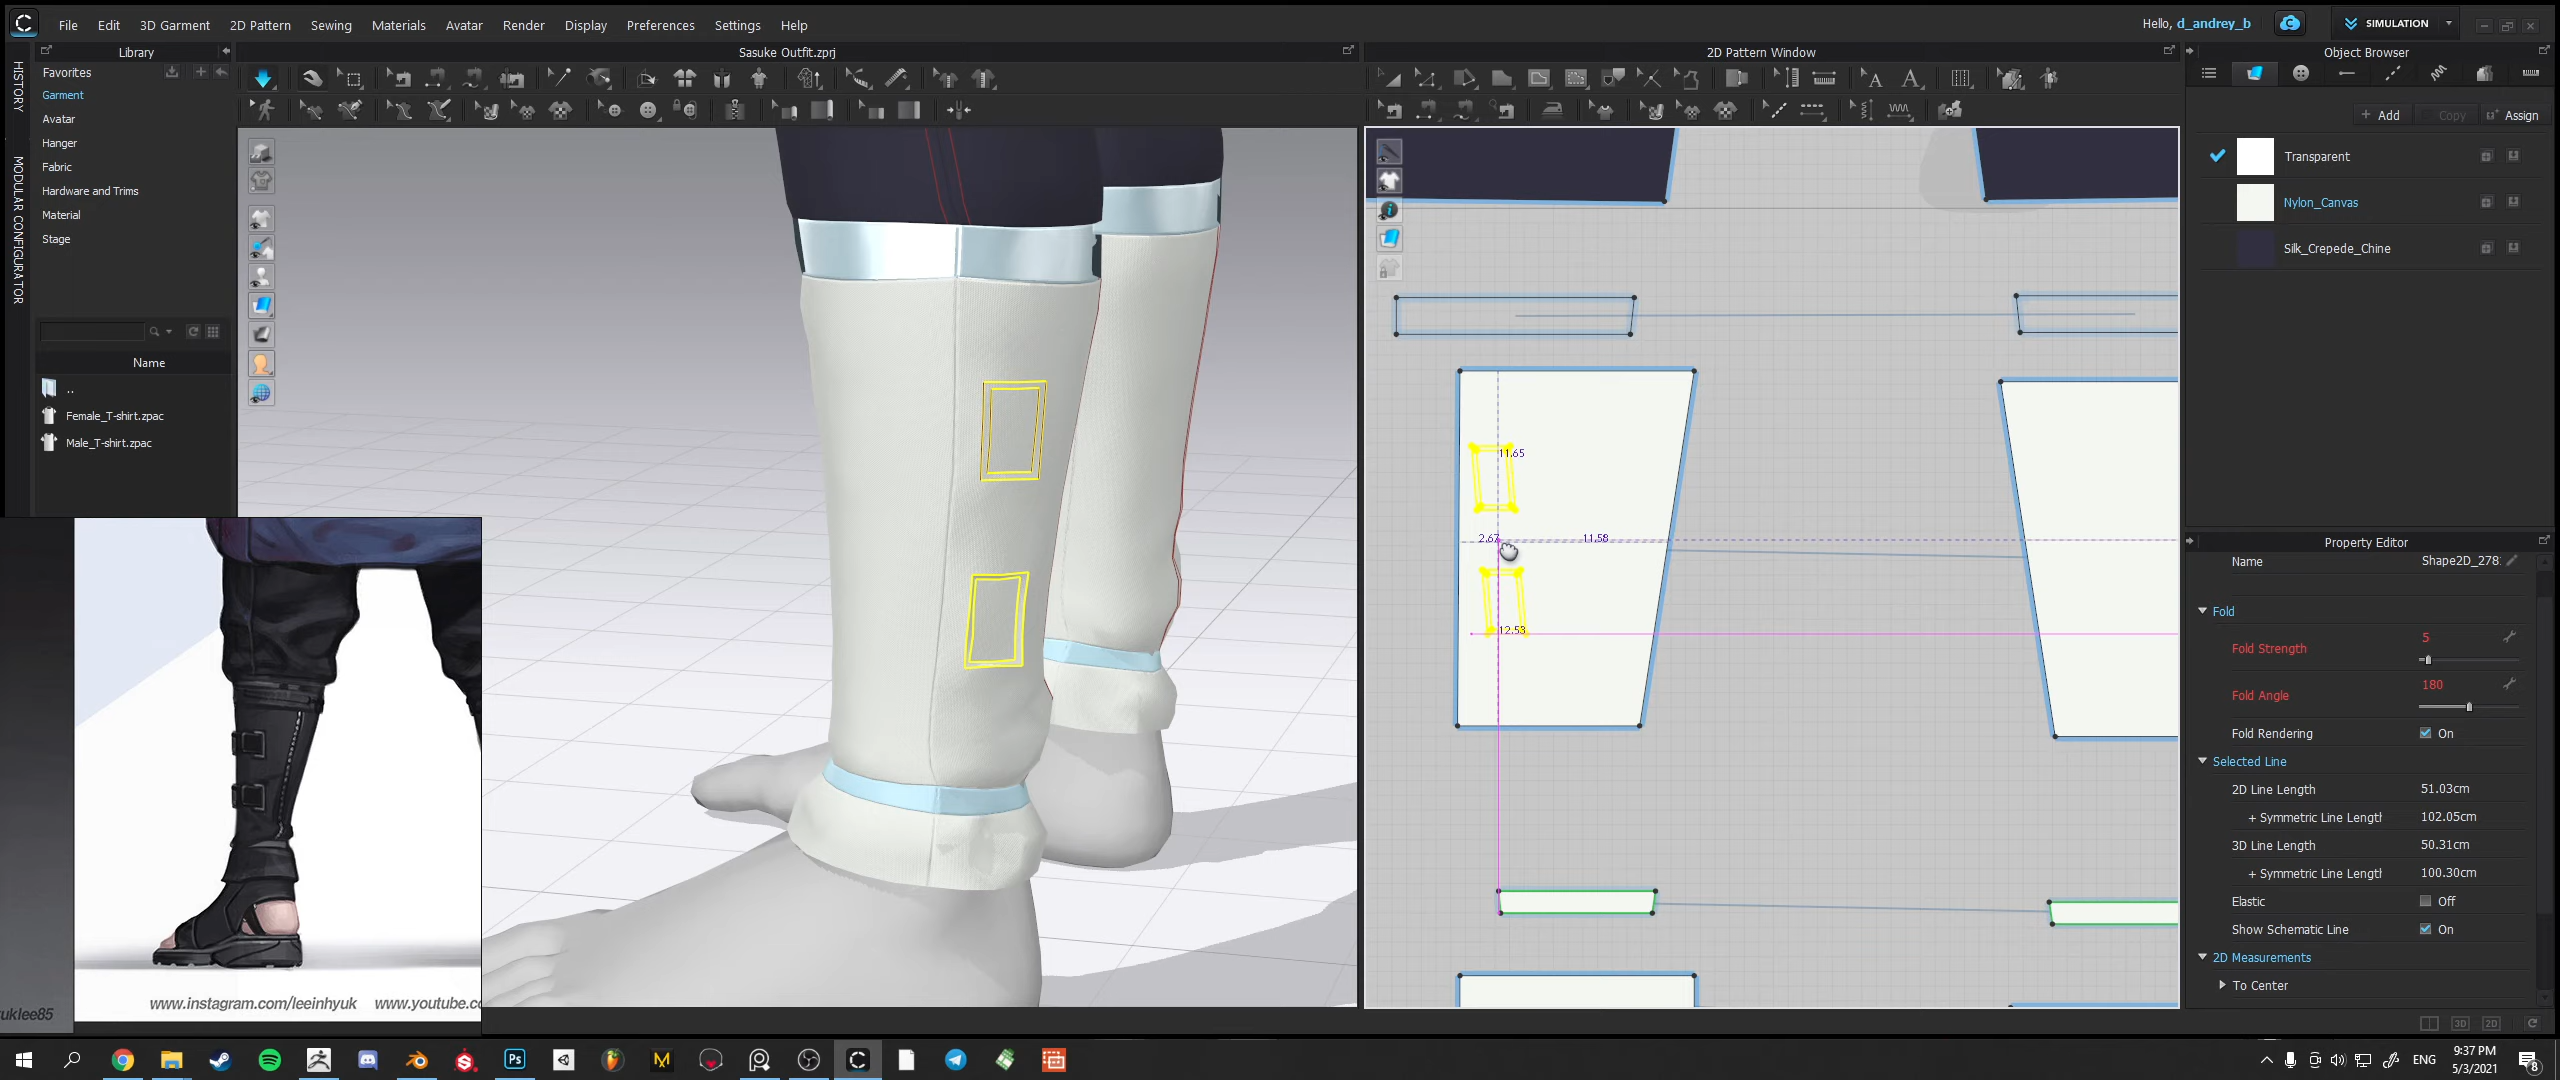 File Edit 3D Garment 2D Pattern Sewing Materials Avatar Render Display Preferences Settings Help
Hello, d_andrey_b
SIMULATION
Library
Sasuke Outfit.zprj
2D Pattern Window
Object Browser
HISTORY
MODULAR CONFIGURATOR
Favorites
Garment
Avatar
Hanger
Fabric
Hardware and Trims
Material
Stage
Name
..
Female_T-shirt.zpac
Male_T-shirt.zpac
www.instagram.com/leeinhyuk www.youtube.c
uklee85
11.65
2.67
11.58
12.53
+ Add Copy Assign
Transparent
Nylon_Canvas
Silk_Crepede_Chine
Property Editor
Name Shape2D_278
Fold
Fold Strength 5
Fold Angle 180
Fold Rendering On
Selected Line
2D Line Length 51.03cm
+ Symmetric Line Lengtl 102.05cm
3D Line Length 50.31cm
+ Symmetric Line Lengtl 100.30cm
Elastic Off
Show Schematic Line On
2D Measurements
To Center
3D 2D
Ps
ENG
9:37 PM
5/3/2021
8